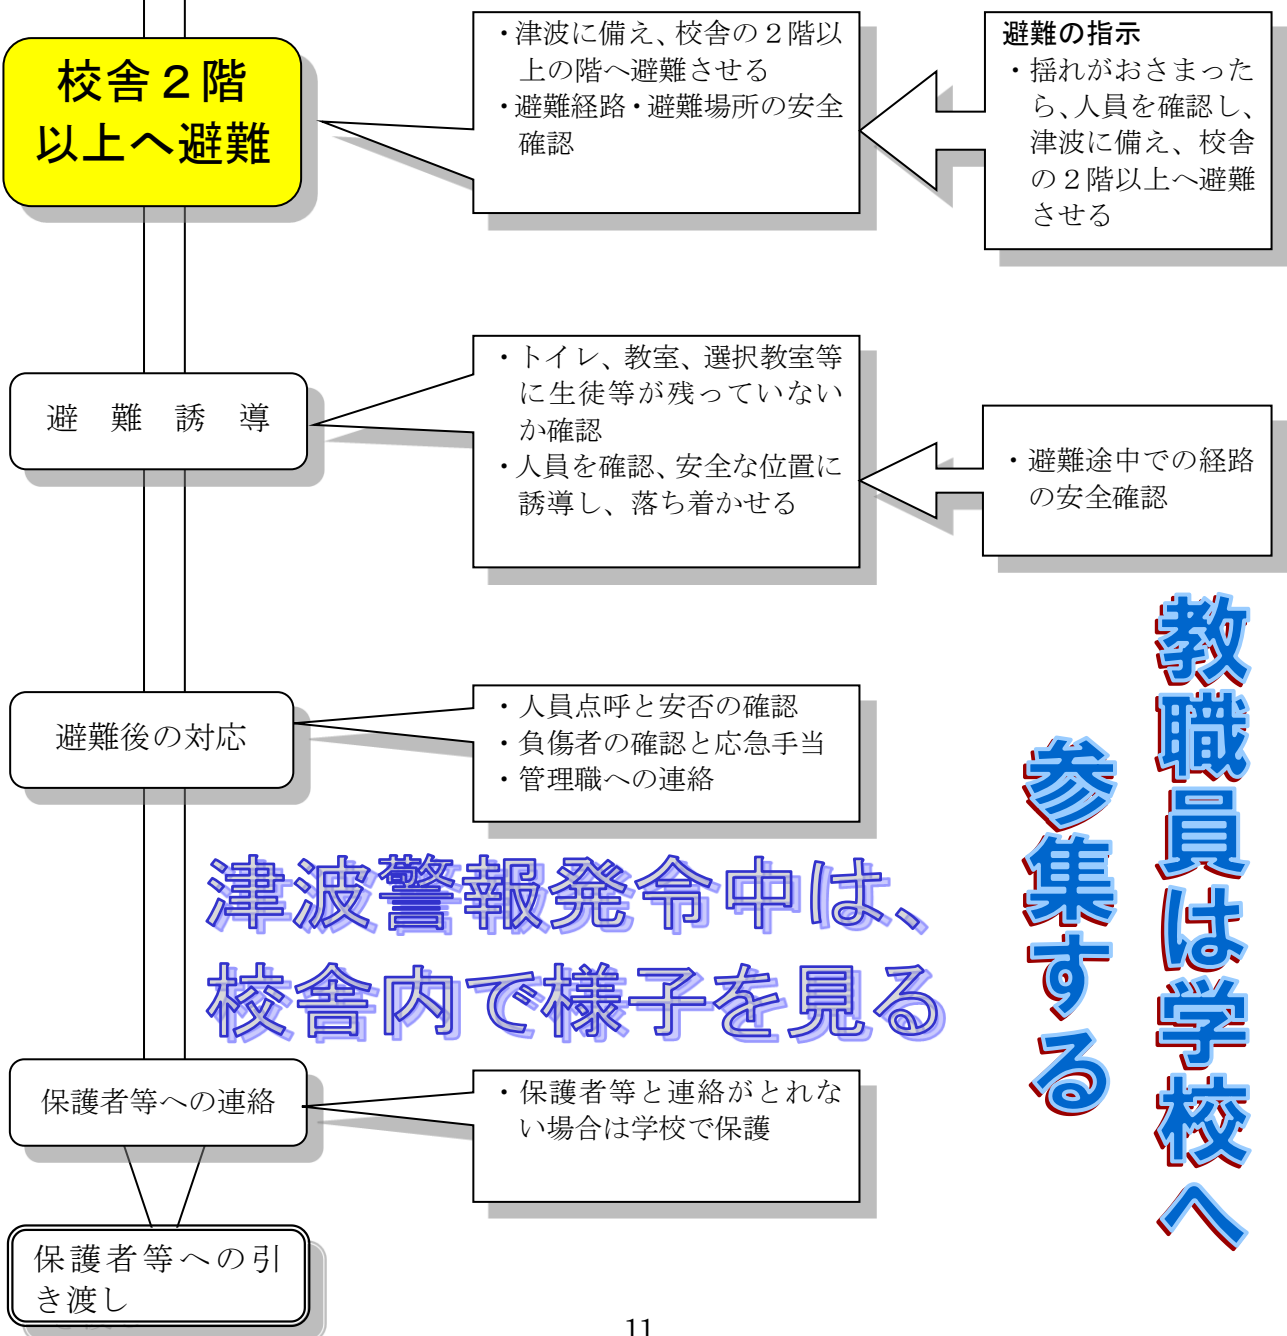 校舎２階
以上へ避難
・津波に備え、校舎の２階以
上の階へ避難させる
・避難経路・避難場所の安全
確認
避難の指示
・揺れがおさまった
ら、人員を確認し、
津波に備え、校舎
の２階以上へ避難
させる
避難誘導
・トイレ、教室、選択教室等
に生徒等が残っていない
か確認
・人員を確認、安全な位置に
誘導し、落ち着かせる
・避難途中での経路
の安全確認
避難後の対応
・人員点呼と安否の確認
・負傷者の確認と応急手当
・管理職への連絡
教職員は学校へ
参集する
津波警報発令中は、
校舎内で様子を見る
保護者等への連絡
・保護者等と連絡がとれな
い場合は学校で保護
保護者等への引
き渡し
11